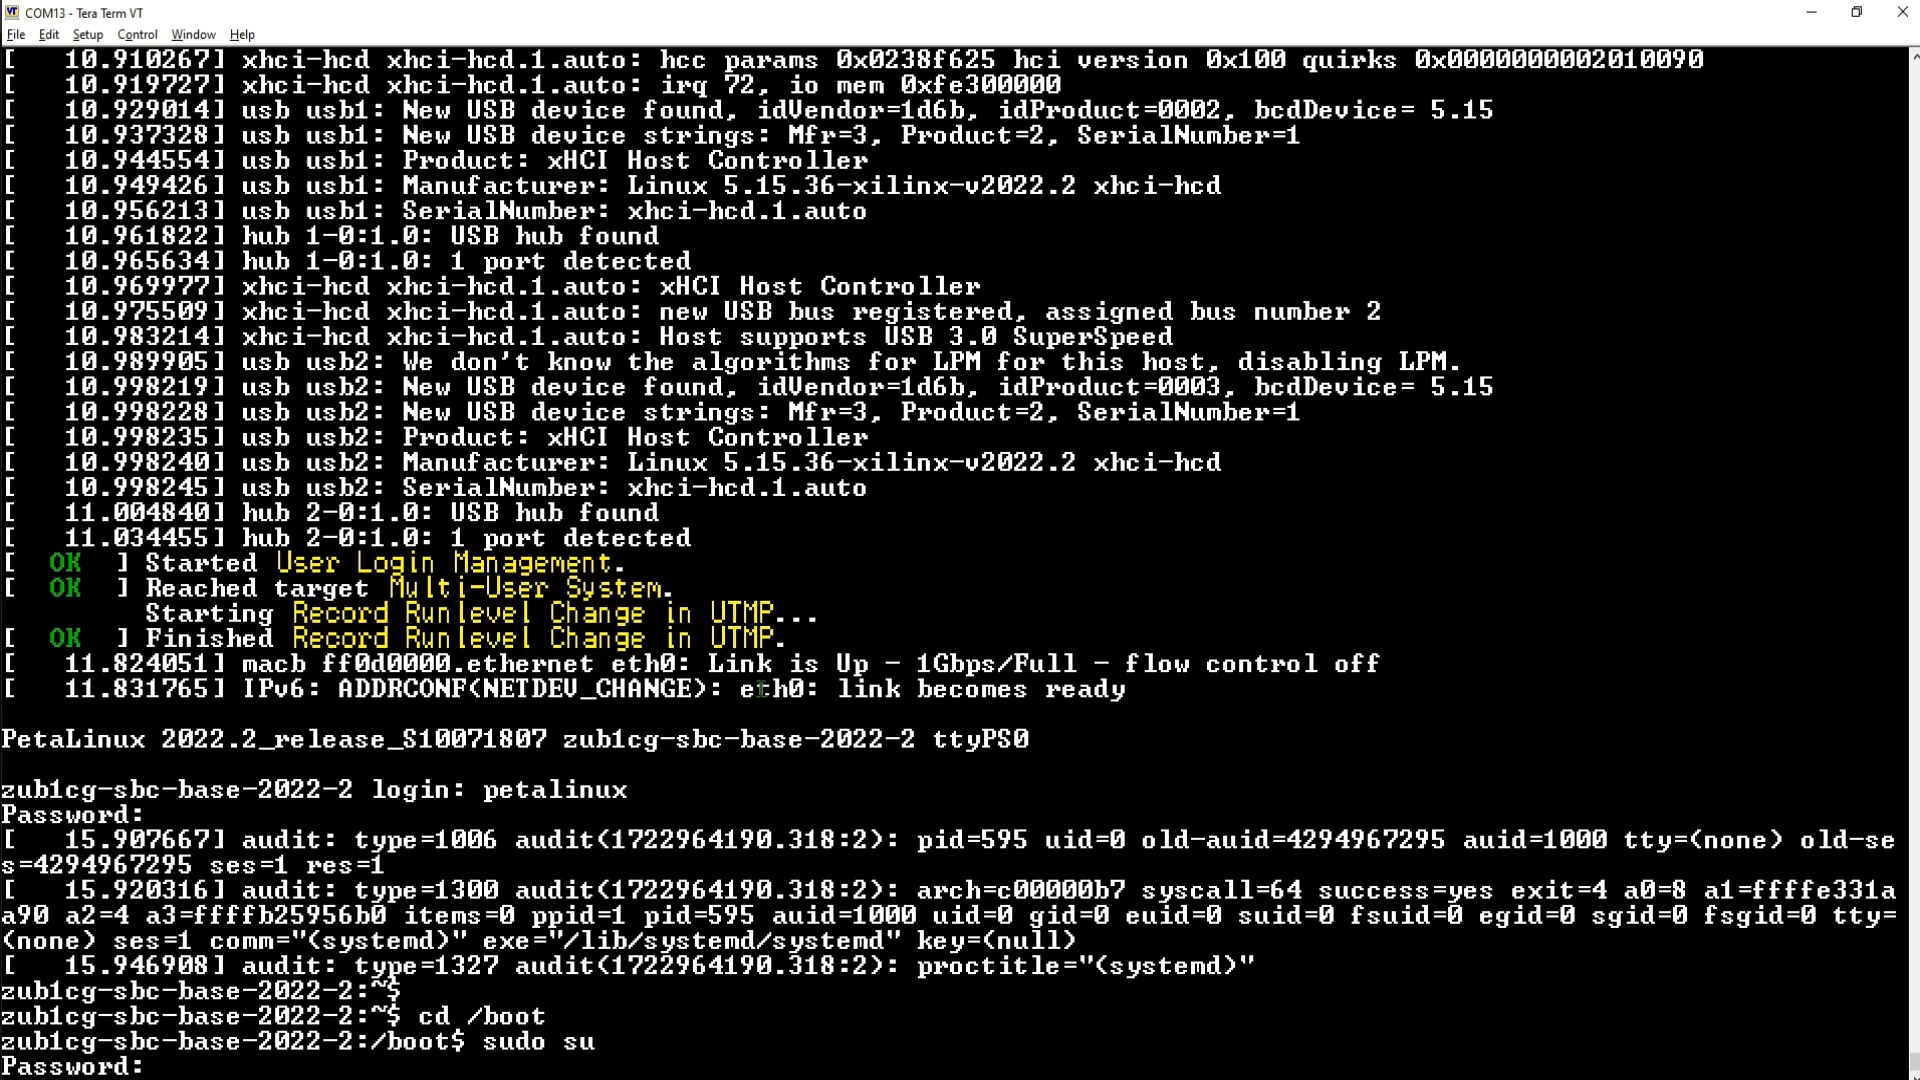 COM13 - Tera Term VT
File Edit Setup Control Window Help
[   10.910267] xhci-hcd xhci-hcd.1.auto: hcc params 0x0238f625 hci version 0x100 quirks 0x0000000002010090
[   10.919727] xhci-hcd xhci-hcd.1.auto: irq 72, io mem 0xfe300000
[   10.929014] usb usb1: New USB device found, idVendor=1d6b, idProduct=0002, bcdDevice= 5.15
[   10.937328] usb usb1: New USB device strings: Mfr=3, Product=2, SerialNumber=1
[   10.944554] usb usb1: Product: xHCI Host Controller
[   10.949426] usb usb1: Manufacturer: Linux 5.15.36-xilinx-v2022.2 xhci-hcd
[   10.956213] usb usb1: SerialNumber: xhci-hcd.1.auto
[   10.961822] hub 1-0:1.0: USB hub found
[   10.965634] hub 1-0:1.0: 1 port detected
[   10.969977] xhci-hcd xhci-hcd.1.auto: xHCI Host Controller
[   10.975509] xhci-hcd xhci-hcd.1.auto: new USB bus registered, assigned bus number 2
[   10.983214] xhci-hcd xhci-hcd.1.auto: Host supports USB 3.0 SuperSpeed
[   10.989905] usb usb2: We don't know the algorithms for LPM for this host, disabling LPM.
[   10.998219] usb usb2: New USB device found, idVendor=1d6b, idProduct=0003, bcdDevice= 5.15
[   10.998228] usb usb2: New USB device strings: Mfr=3, Product=2, SerialNumber=1
[   10.998235] usb usb2: Product: xHCI Host Controller
[   10.998240] usb usb2: Manufacturer: Linux 5.15.36-xilinx-v2022.2 xhci-hcd
[   10.998245] usb usb2: SerialNumber: xhci-hcd.1.auto
[   11.004840] hub 2-0:1.0: USB hub found
[   11.034455] hub 2-0:1.0: 1 port detected
[  OK  ] Started User Login Management.
[  OK  ] Reached target Multi-User System.
         Starting Record Runlevel Change in UTMP...
[  OK  ] Finished Record Runlevel Change in UTMP.
[   11.824051] macb ff0d0000.ethernet eth0: Link is Up - 1Gbps/Full - flow control off
[   11.831765] IPv6: ADDRCONF(NETDEV_CHANGE): eth0: link becomes ready
PetaLinux 2022.2_release_S10071807 zub1cg-sbc-base-2022-2 ttyPS0
zub1cg-sbc-base-2022-2 login: petalinux
Password:
[   15.907667] audit: type=1006 audit(1722964190.318:2): pid=595 uid=0 old-auid=4294967295 auid=1000 tty=(none) old-se
s=4294967295 ses=1 res=1
[   15.920316] audit: type=1300 audit(1722964190.318:2): arch=c00000b7 syscall=64 success=yes exit=4 a0=8 a1=ffffe331a
a90 a2=4 a3=ffffb25956b0 items=0 ppid=1 pid=595 auid=1000 uid=0 gid=0 euid=0 suid=0 fsuid=0 egid=0 sgid=0 fsgid=0 tty=
(none) ses=1 comm="(systemd)" exe="/lib/systemd/systemd" key=(null)
[   15.946908] audit: type=1327 audit(1722964190.318:2): proctitle="(systemd)"
zub1cg-sbc-base-2022-2:~$
zub1cg-sbc-base-2022-2:~$ cd /boot
zub1cg-sbc-base-2022-2:/boot$ sudo su
Password: